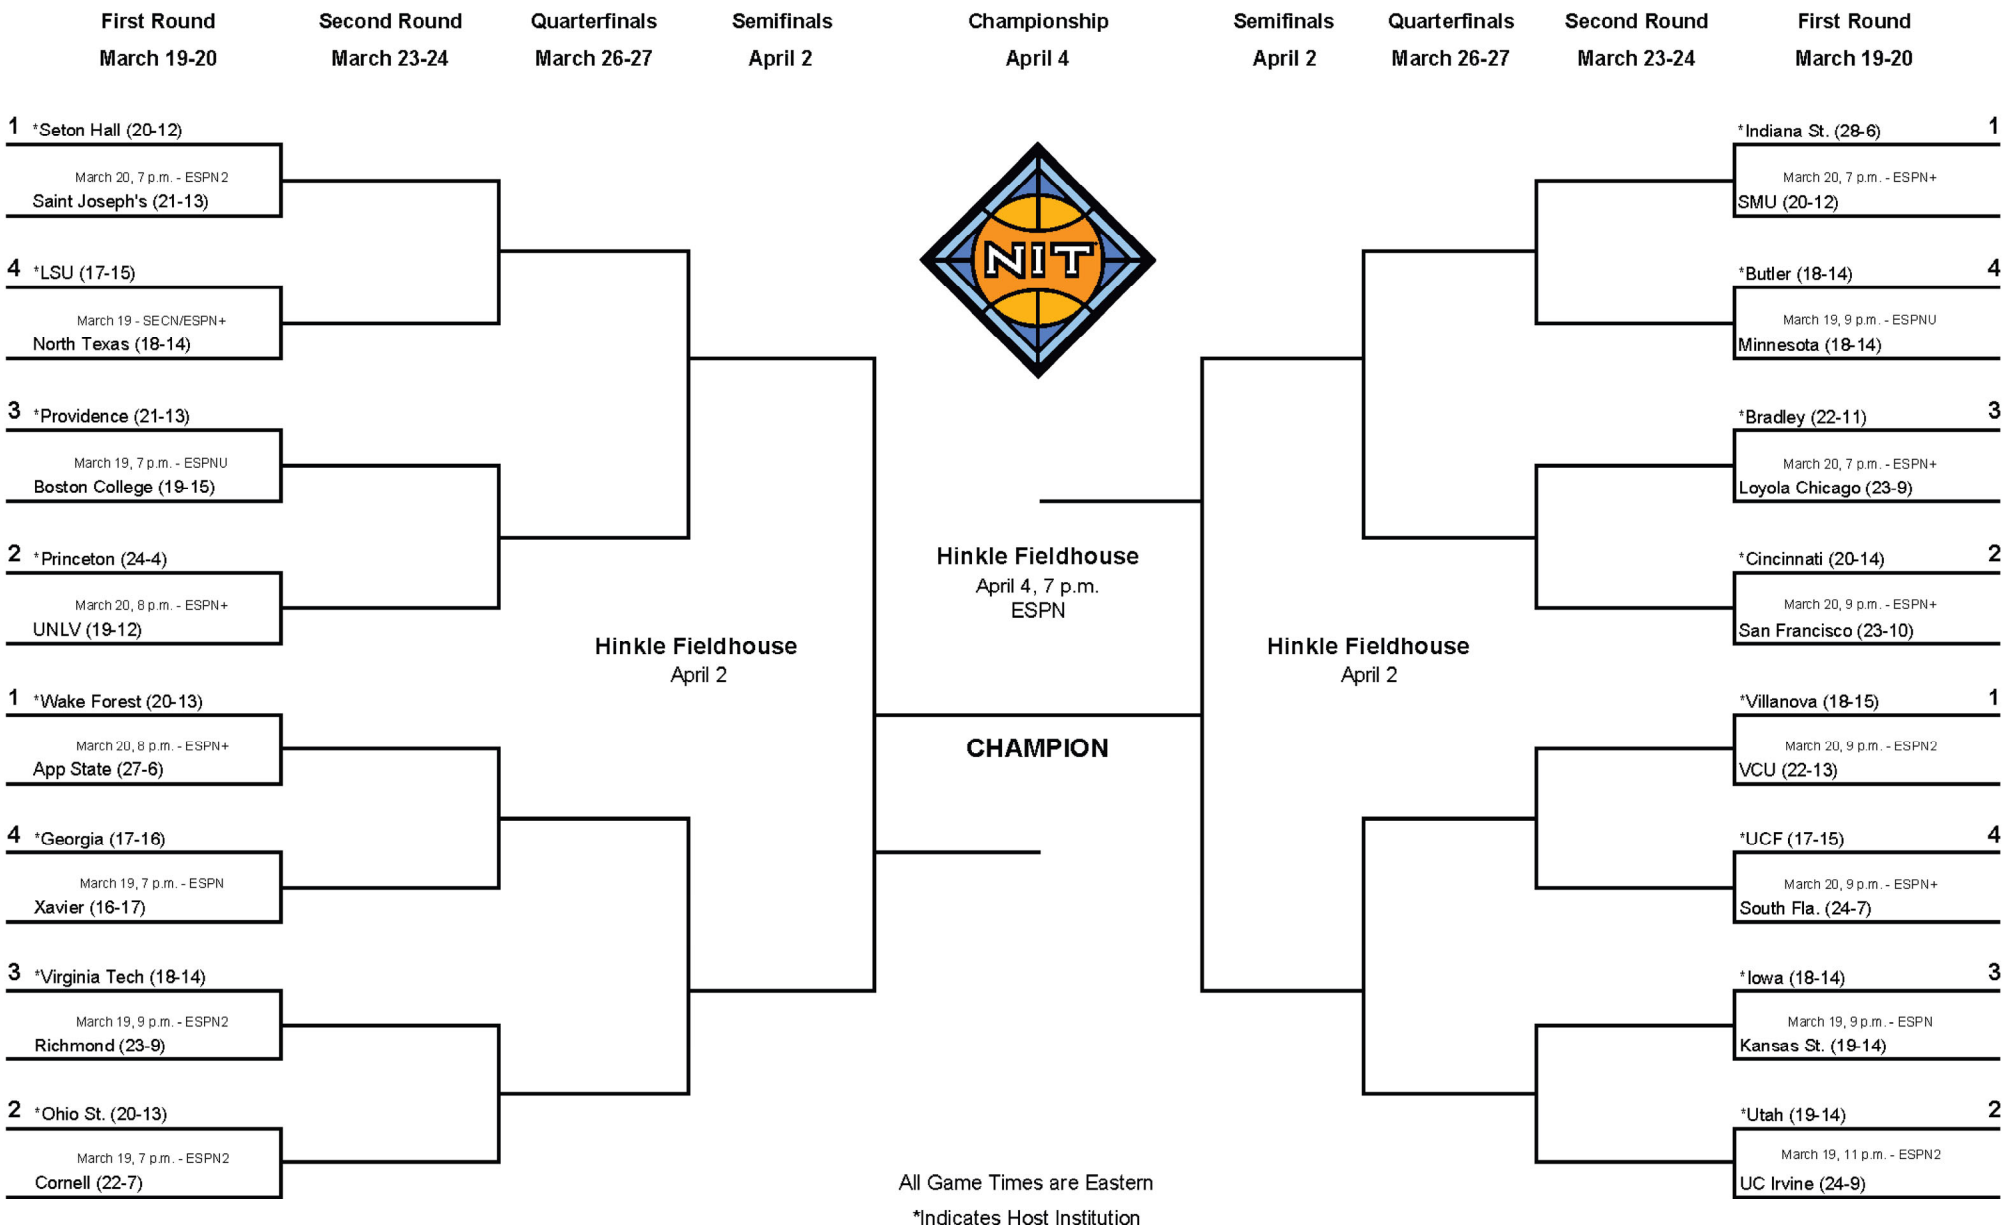 First Round
Second Round
Quarterfinals
Semifinals
Championship
Semifinals
Quarterfinals
Second Round
First Round
March 19-20
March 23-24
March 26-27
April 2
April 4
April 2
March 26-27
March 23-24
March 19-20
1 *Seton Hall (20-12)
March 20, 7 p.m. - ESPN2
Saint Joseph's (21-13)
4 *LSU (17-15)
March 19 - SECN/ESPN+
North Texas (18-14)
3 *Providence (21-13)
March 19, 7 p.m. - ESPNU
Boston College (19-15)
2 *Princeton (24-4)
March 20, 8 p.m. - ESPN+
UNLV (19-12)
1 *Wake Forest (20-13)
March 20, 8 p.m. - ESPN+
App State (27-6)
4 *Georgia (17-16)
March 19, 7 p.m. - ESPN
Xavier (16-17)
3 *Virginia Tech (18-14)
March 19, 9 p.m. - ESPN2
Richmond (23-9)
2 *Ohio St. (20-13)
March 19, 7 p.m. - ESPN2
Cornell (22-7)
Hinkle Fieldhouse
April 2
NIT
Hinkle Fieldhouse
April 4, 7 p.m.
ESPN
CHAMPION
Hinkle Fieldhouse
April 2
*Indiana St. (28-6) 1
March 20, 7 p.m. - ESPN+
SMU (20-12)
*Butler (18-14) 4
March 19, 9 p.m. - ESPNU
Minnesota (18-14)
*Bradley (22-11) 3
March 20, 7 p.m. - ESPN+
Loyola Chicago (23-9)
*Cincinnati (20-14) 2
March 20, 9 p.m. - ESPN+
San Francisco (23-10)
*Villanova (18-15) 1
March 20, 9 p.m. - ESPN2
VCU (22-13)
*UCF (17-15) 4
March 20, 9 p.m. - ESPN+
South Fla. (24-7)
*Iowa (18-14) 3
March 19, 9 p.m. - ESPN
Kansas St. (19-14)
*Utah (19-14) 2
March 19, 11 p.m. - ESPN2
UC Irvine (24-9)
All Game Times are Eastern
*Indicates Host Institution